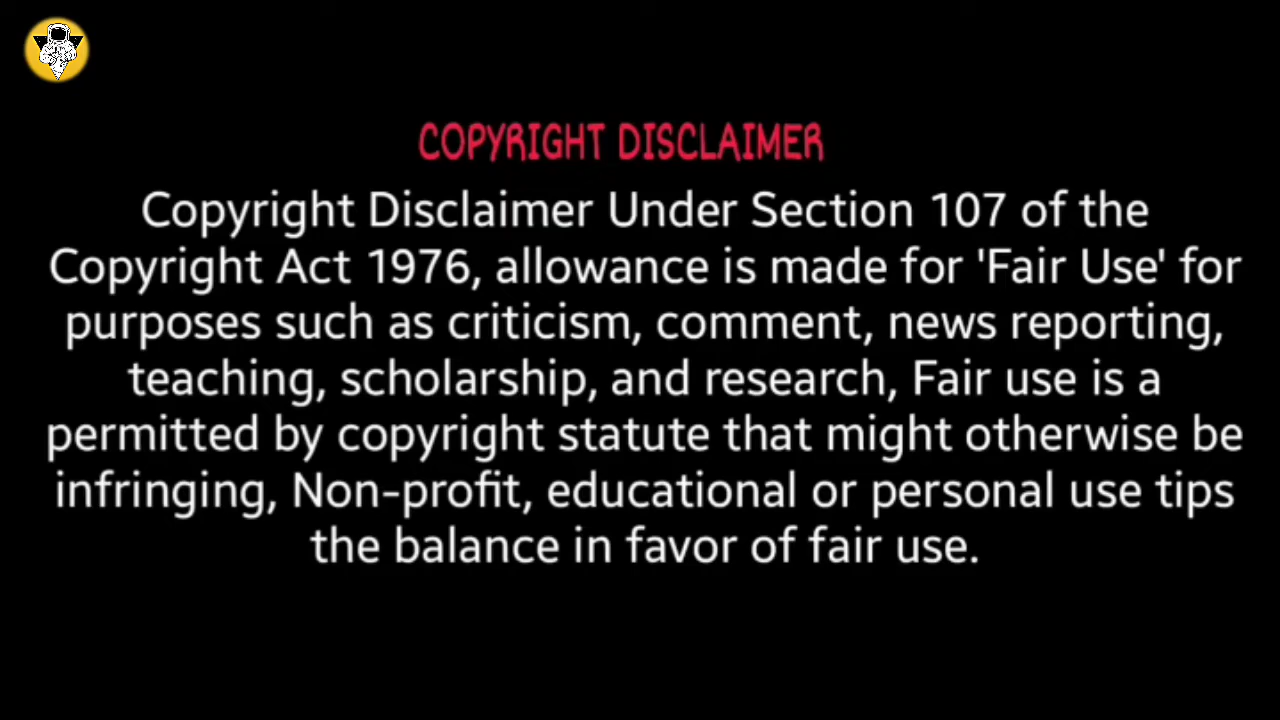 COPYRIGHT DISCLAIMER
Copyright Disclaimer Under Section 107 of the
Copyright Act 1976, allowance is made for 'Fair Use' for
purposes such as criticism, comment, news reporting,
teaching, scholarship, and research, Fair use is a
permitted by copyright statute that might otherwise be
infringing, Non-profit, educational or personal use tips
the balance in favor of fair use.